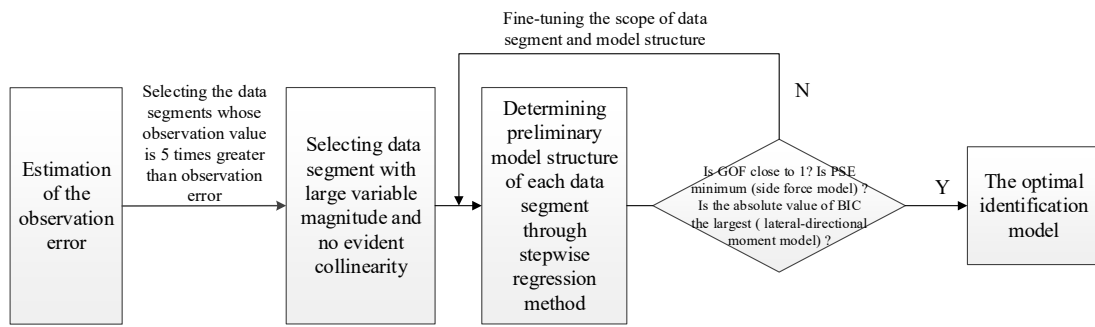 Fine-tuning the scope of data
segment and model structure
N
Estimation of the
observation
error
Selecting the data
segments whose
observation value
is 5 times greater
than observation
error
Selecting data
segment with
large variable
magnitude and
no evident
collinearity
Determining
preliminary
model structure
of each data
segment
through
stepwise
regression
method
Is GOF close to 1? Is PSE
minimum (side force model) ?
Is the absolute value of BIC
the largest ( lateral-directional
moment model) ?
Y
The optimal
identification
model